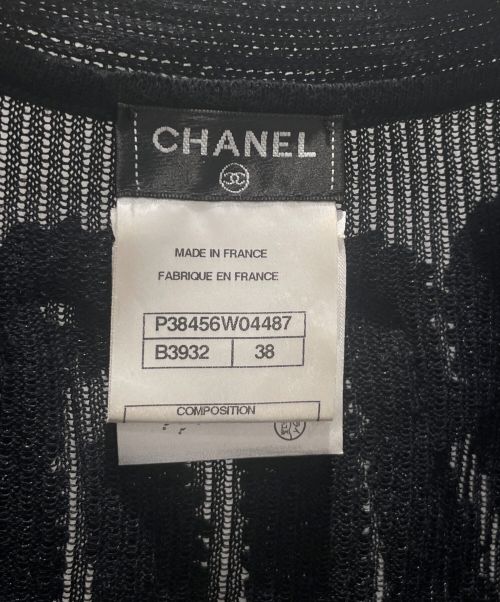 CHANEL
MADE IN FRANCE
FABRIQUE EN FRANCE
P38456W04487
B3932 38
COMPOSITION